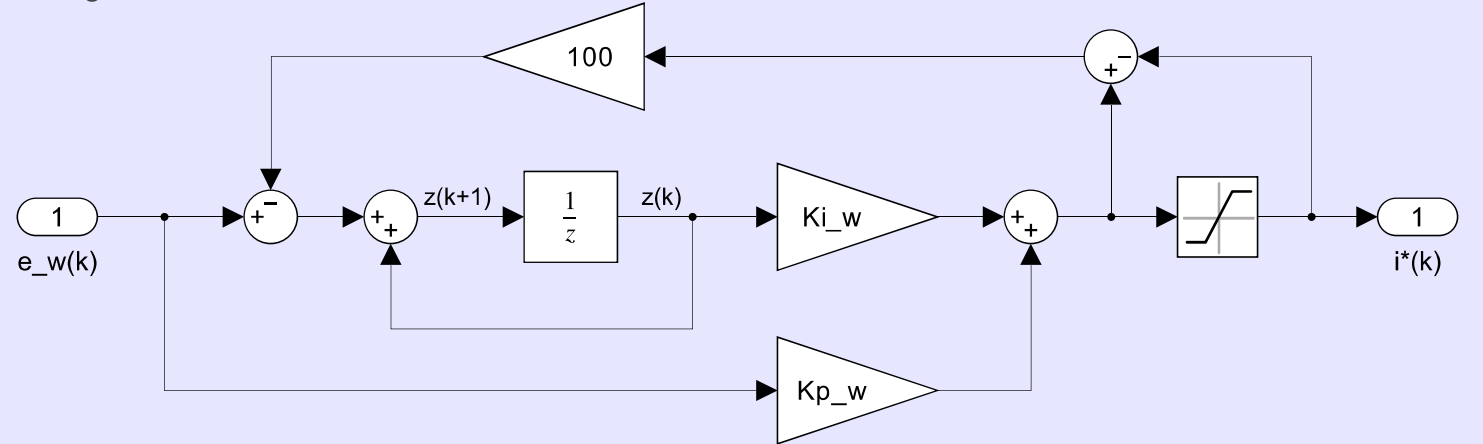 100
−
+
1
e_w(k)
+
−
+
+
z(k+1)
1
z
z(k)
Ki_w
+
+
1
i*(k)
Kp_w